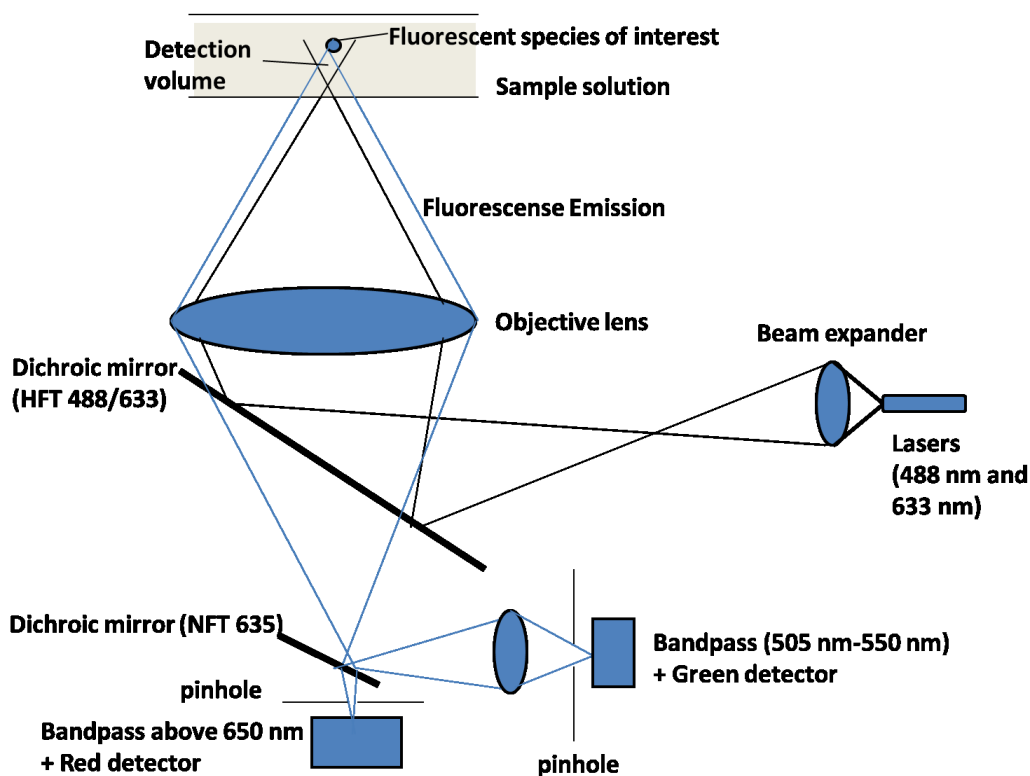 Fluorescent species of interest
Detection
volume
Sample solution
Fluorescense Emission
Objective lens
Beam expander
Dichroic mirror
(HFT 488/633)
Lasers
(488 nm and
633 nm)
Dichroic mirror (NFT 635)
Bandpass (505 nm-550 nm)
+ Green detector
pinhole
Bandpass above 650 nm
+ Red detector
pinhole